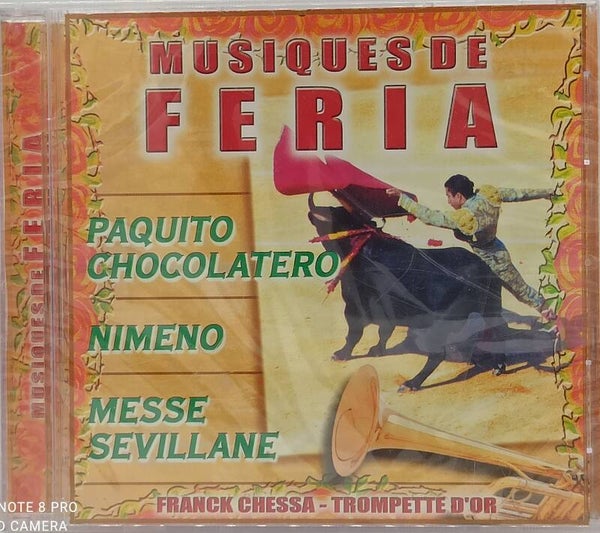 MUSIQUES DE
FERIA
PAQUITO
CHOCOLATERO
NIMENO
MESSE
SEVILLANE
FRANCK CHESSA - TROMPETTE D'OR
MUSIQUES DE FERIA
NOTE 8 PRO
CAMERA